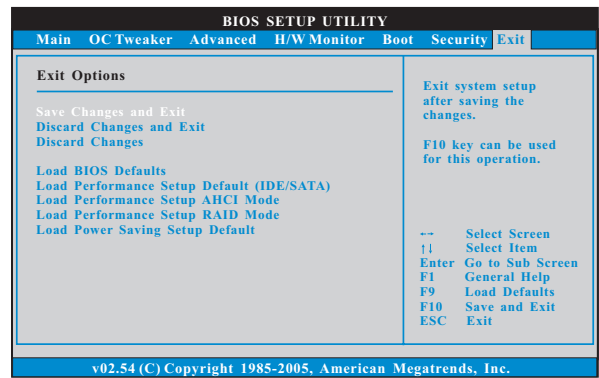 BIOS SETUP UTILITY
Main OC Tweaker Advanced H/W Monitor Boot Security Exit
Exit Options
Save Changes and Exit
Discard Changes and Exit
Discard Changes
Load BIOS Defaults
Load Performance Setup Default (IDE/SATA)
Load Performance Setup AHCI Mode
Load Performance Setup RAID Mode
Load Power Saving Setup Default
Exit system setup
after saving the
changes.
F10 key can be used
for this operation.
←→ Select Screen
↑↓ Select Item
Enter Go to Sub Screen
F1 General Help
F9 Load Defaults
F10 Save and Exit
ESC Exit
v02.54 (C) Copyright 1985-2005, American Megatrends, Inc.